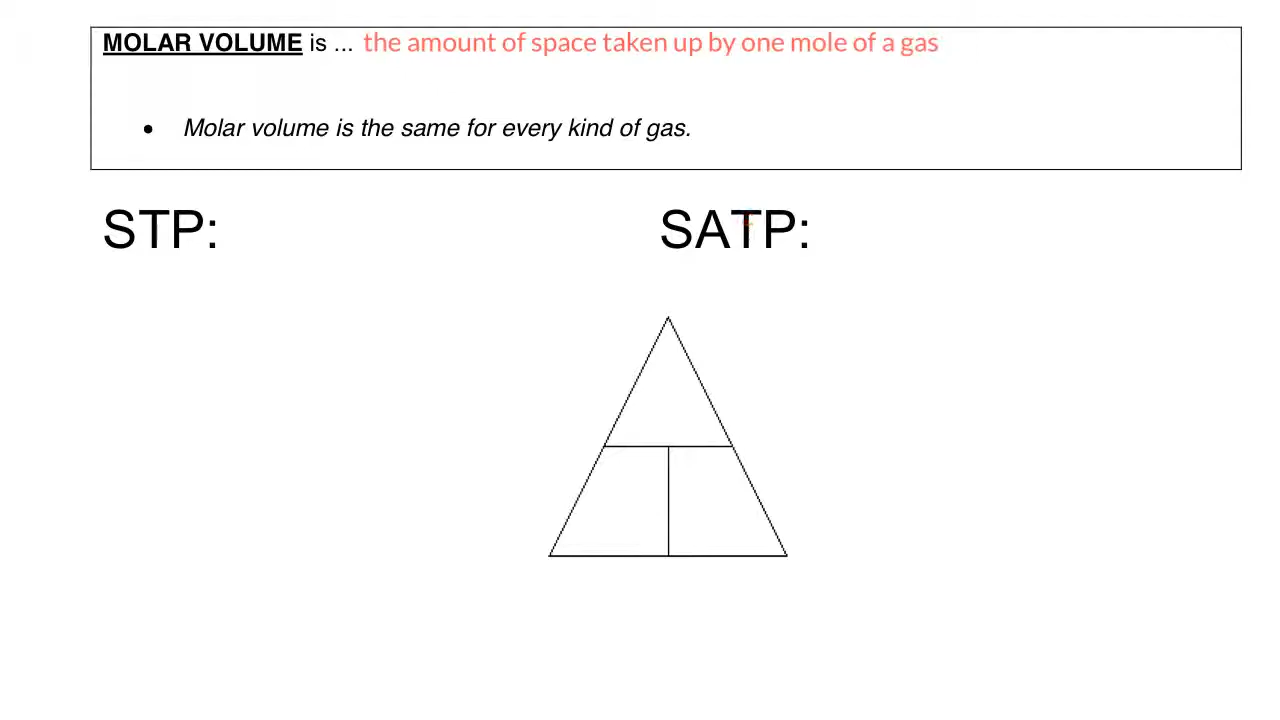 MOLAR VOLUME is ... the amount of space taken up by one mole of a gas
• Molar volume is the same for every kind of gas.
STP: SATP: